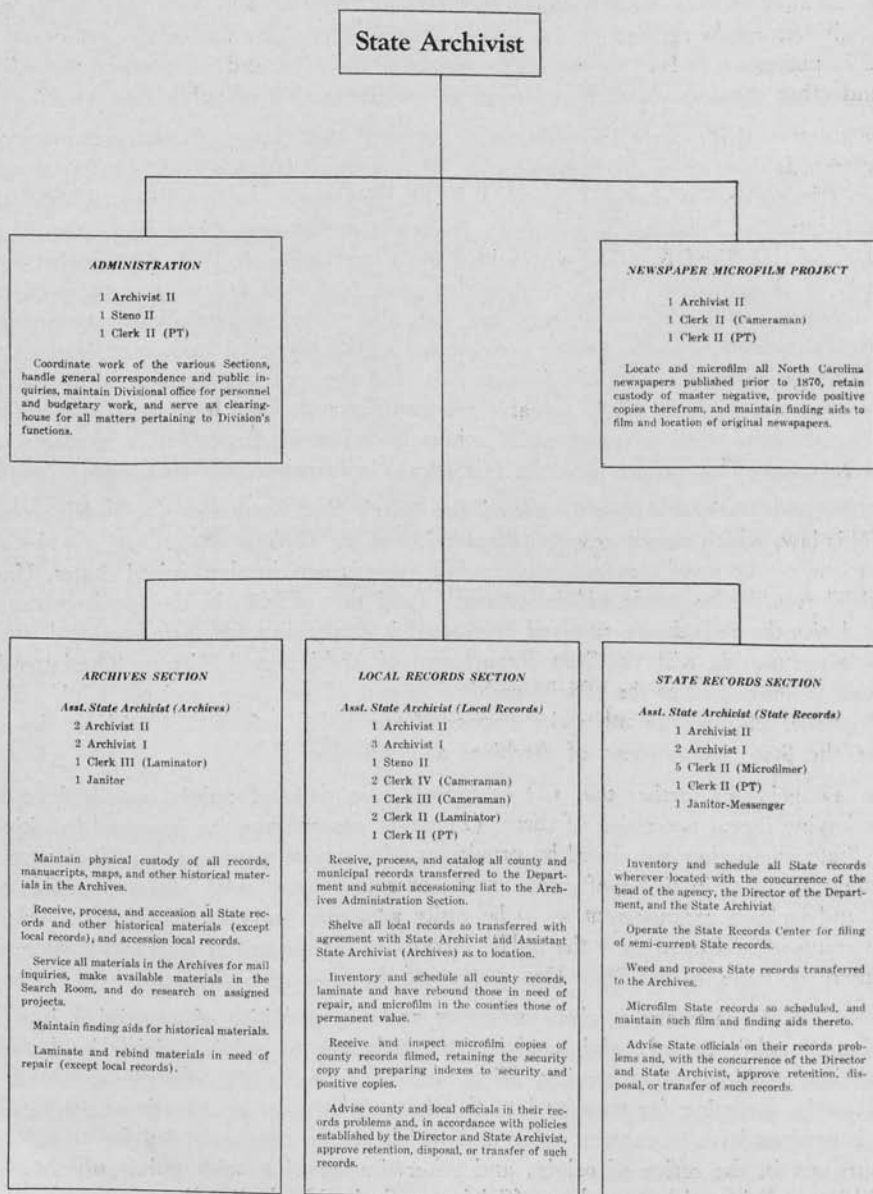 State Archivist
ADMINISTRATION
1 Archivist II
1 Steno II
1 Clerk II (PT)
Coordinate work of the various Sections,
handle general correspondence and public in-
quiries, maintain Divisional office for personnel
and budgetary work, and serve as clearing-
house for all matters pertaining to Division's
functions.
NEWSPAPER MICROFILM PROJECT
1 Archivist II
1 Clerk II (Cameraman)
1 Clerk II (PT)
Locate and microfilm all North Carolina
newspapers published prior to 1870, retain
custody of master negative, provide positive
copies therefrom, and maintain finding aids to
film and location of original newspapers.
ARCHIVES SECTION
Asst. State Archivist (Archives)
2 Archivist II
2 Archivist I
1 Clerk III (Laminator)
1 Janitor
Maintain physical custody of all records,
manuscripts, maps, and other historical mater-
ials in the Archives.
Receive, process, and accession all State rec-
ords and other historical materials (except
local records), and accession local records.
Service all materials in the Archives for mail
inquiries, make available materials in the
Search Room, and do research on assigned
projects.
Maintain finding aids for historical materials.
Laminate and rebind materials in need of
repair (except local records).
LOCAL RECORDS SECTION
Asst. State Archivist (Local Records)
1 Archivist II
3 Archivist I
1 Steno II
2 Clerk IV (Cameraman)
1 Clerk III (Cameraman)
2 Clerk II (Laminator)
1 Clerk II (PT)
Receive, process, and catalog all county and
municipal records transferred to the Depart-
ment and submit accessioning list to the Arch-
ives Administration Section.
Shelve all local records so transferred with
agreement with State Archivist and Assistant
State Archivist (Archives) as to location.
Inventory and schedule all county records,
laminate and have rebound those in need of
repair, and microfilm in the counties those of
permanent value.
Receive and inspect microfilm copies of
county records filmed, retaining the security
copy and preparing indexes to security and
positive copies.
Advise county and local officials in their rec-
ords problems and, in accordance with policies
established by the Director and State Archivist,
approve retention, disposal, or transfer of such
records.
STATE RECORDS SECTION
Asst. State Archivist (State Records)
1 Archivist II
2 Archivist I
5 Clerk II (Microfilmer)
1 Clerk II (PT)
1 Janitor-Messenger
Inventory and schedule all State records
wherever located with the concurrence of the
head of the agency, the Director of the Depart-
ment, and the State Archivist.
Operate the State Records Center for filing
of semi-current State records.
Weed and process State records transferred
to the Archives.
Microfilm State records so scheduled, and
maintain such film and finding aids thereto.
Advise State officials on their records prob-
lems and, with the concurrence of the Director
and State Archivist, approve retention, dis-
posal, or transfer of such records.